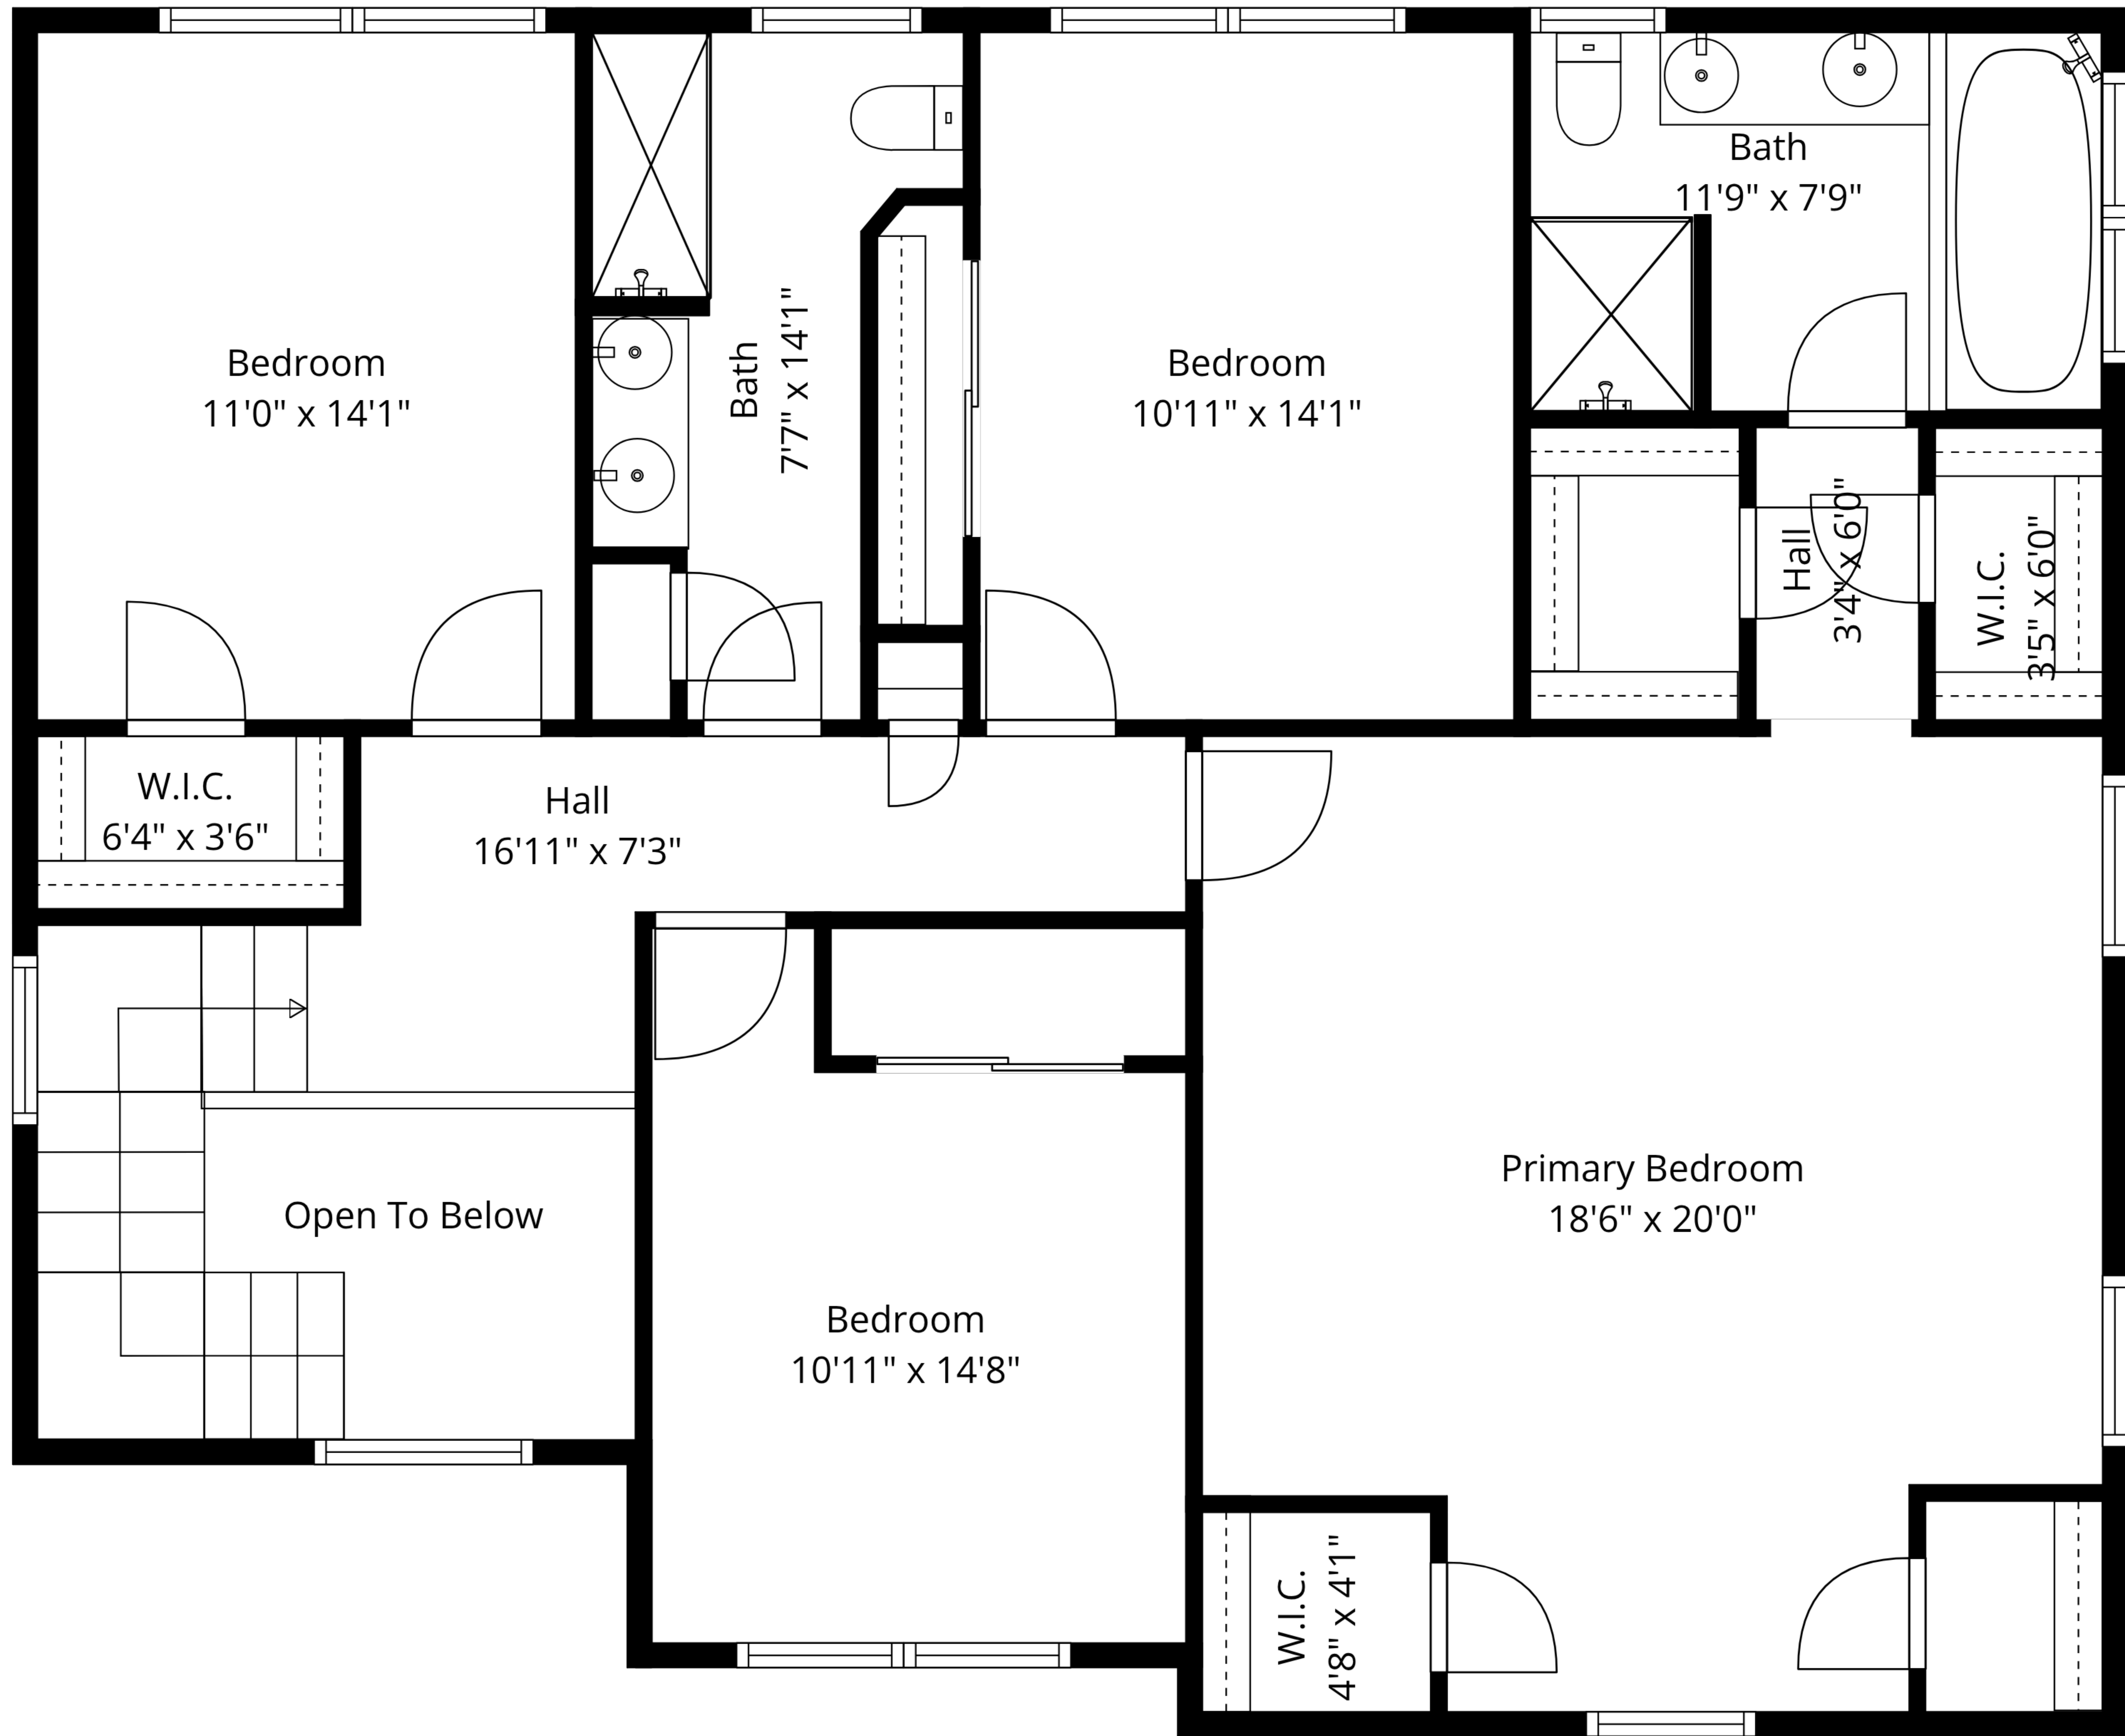 Bedroom
11'0" x 14'1"
Bath
7'7" x 14'1"
Bedroom
10'11" x 14'1"
Bath
11'9" x 7'9"
Hall
3'4" x 6'0"
W.I.C.
3'5" x 6'0"
W.I.C.
6'4" x 3'6"
Hall
16'11" x 7'3"
Open To Below
Bedroom
10'11" x 14'8"
Primary Bedroom
18'6" x 20'0"
W.I.C.
4'8" x 4'1"